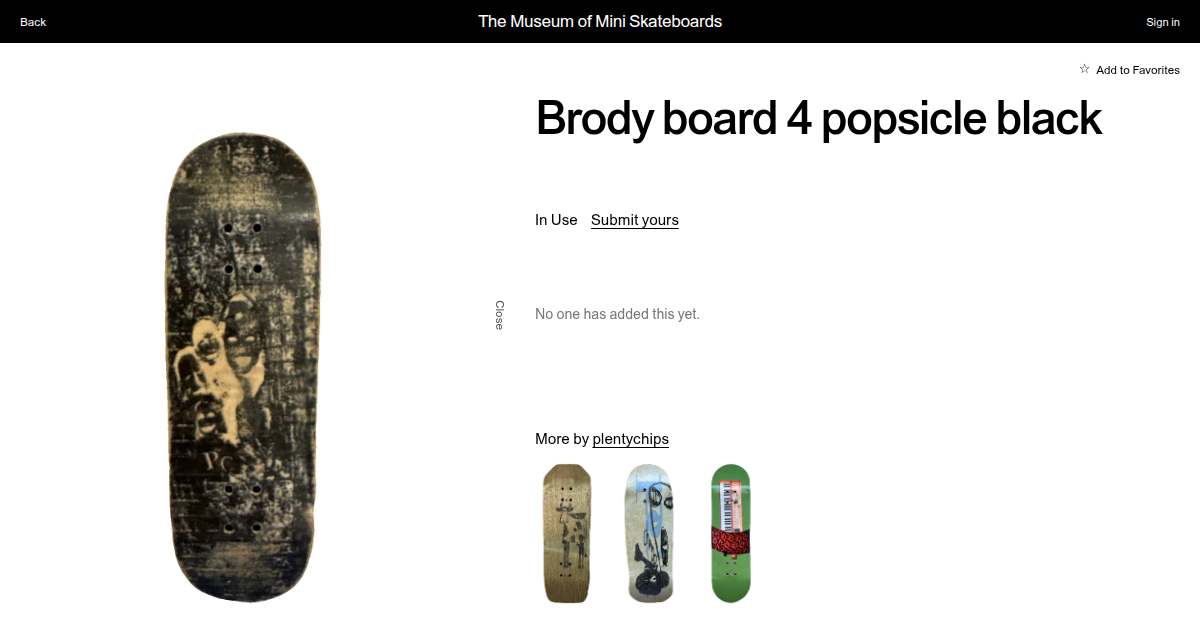 Back
The Museum of Mini Skateboards
Sign in
☆ Add to Favorites
Brody board 4 popsicle black
In Use Submit yours
Close
No one has added this yet.
PC
More by plentychips